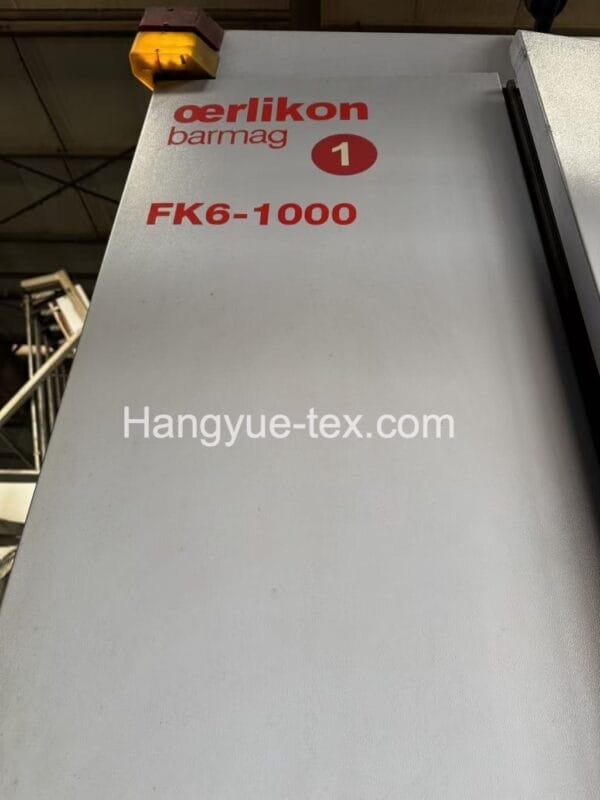 oerlikon
barmag
1
FK6-1000
Hangyue-tex.com